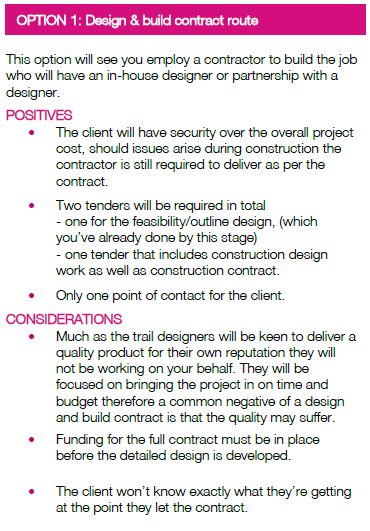 OPTION 1: Design & build contract route
This option will see you employ a contractor to build the job
who will have an in-house designer or partnership with a
designer.
POSITIVES
• The client will have security over the overall project
cost, should issues arise during construction the
contractor is still required to deliver as per the
contract.
• Two tenders will be required in total
- one for the feasibility/outline design, (which
you've already done by this stage)
- one tender that includes construction design
work as well as construction contract.
• Only one point of contact for the client.
CONSIDERATIONS
• Much as the trail designers will be keen to deliver a
quality product for their own reputation they will
not be working on your behalf. They will be
focused on bringing the project in on time and
budget therefore a common negative of a design
and build contract is that the quality may suffer.
• Funding for the full contract must be in place
before the detailed design is developed.
• The client won't know exactly what they're getting
at the point they let the contract.